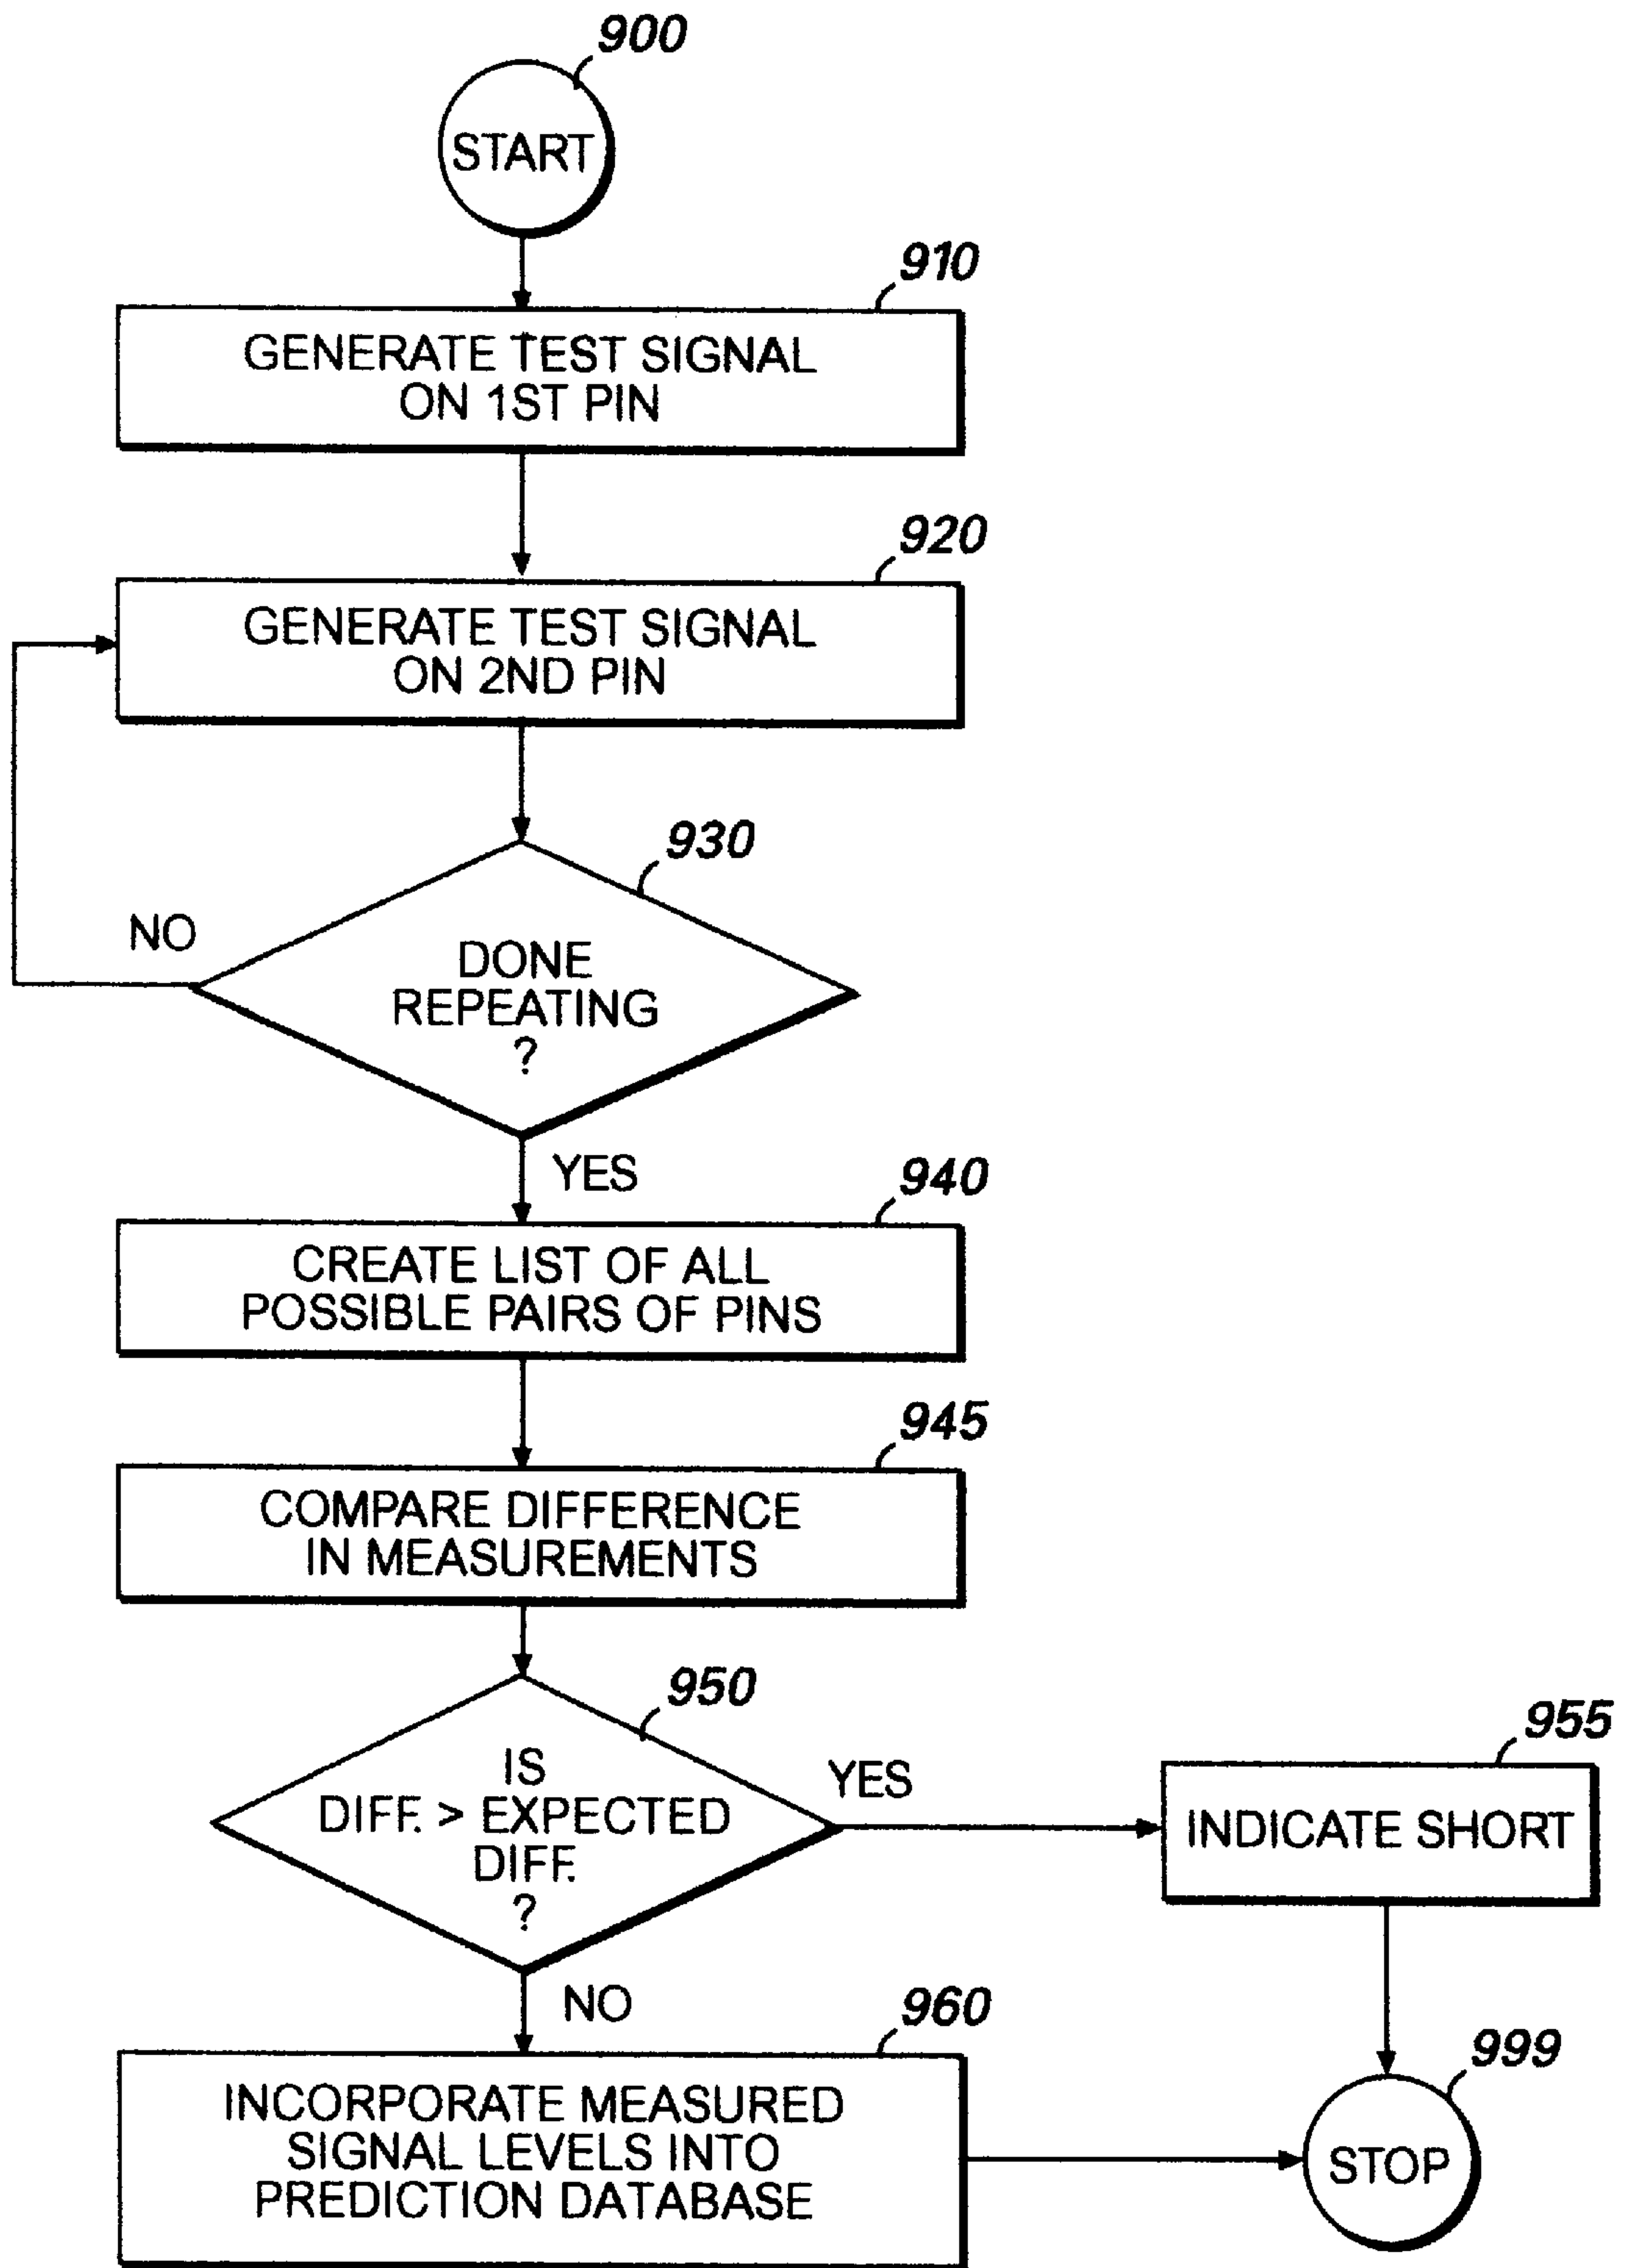 900
START
910
GENERATE TEST SIGNAL
ON 1ST PIN
920
GENERATE TEST SIGNAL
ON 2ND PIN
930
NO
DONE
REPEATING
?
YES
940
CREATE LIST OF ALL
POSSIBLE PAIRS OF PINS
945
COMPARE DIFFERENCE
IN MEASUREMENTS
950
IS
DIFF. > EXPECTED
DIFF.
?
YES
955
INDICATE SHORT
NO
960
INCORPORATE MEASURED
SIGNAL LEVELS INTO
PREDICTION DATABASE
999
STOP